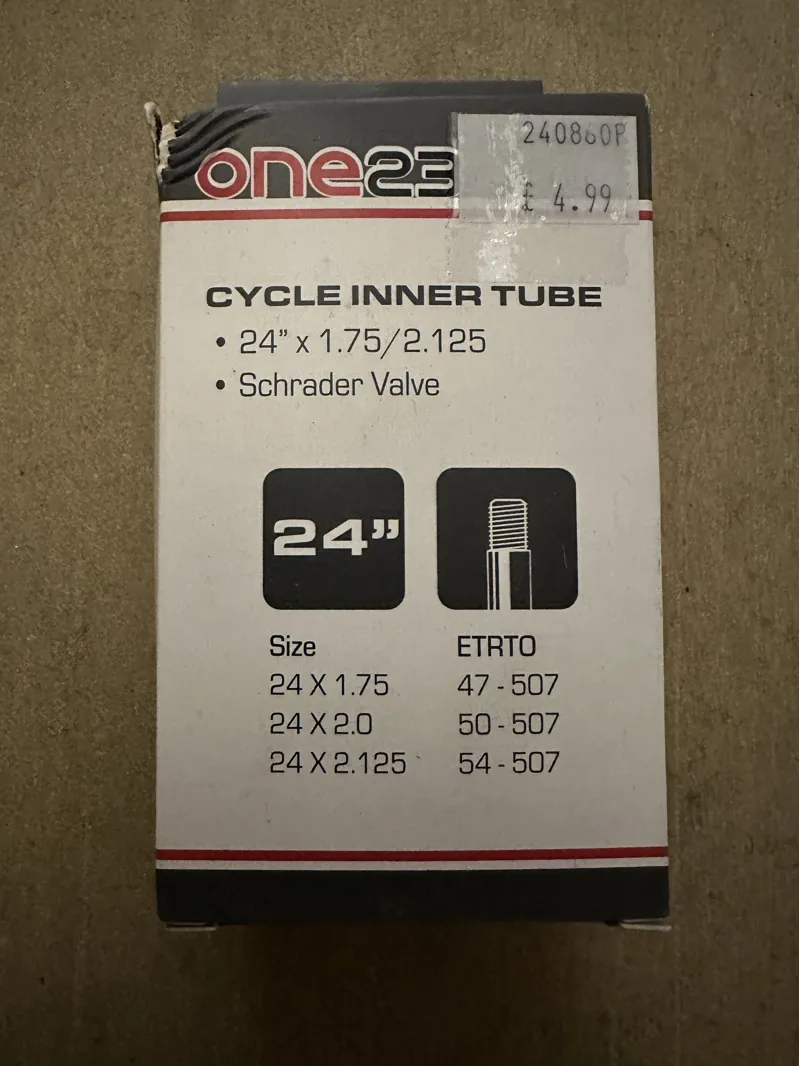 one23
240860P
£ 4.99
CYCLE INNER TUBE
• 24” x 1.75/2.125
• Schrader Valve
24”
Size ETRTO
24 X 1.75 47 - 507
24 X 2.0 50 - 507
24 X 2.125 54 - 507